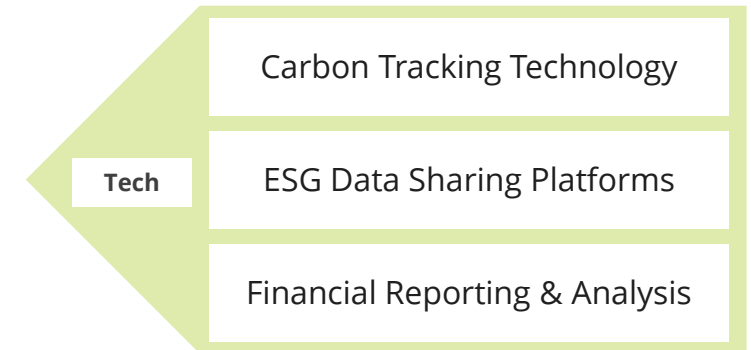 Carbon Tracking Technology
Tech
ESG Data Sharing Platforms
Financial Reporting & Analysis